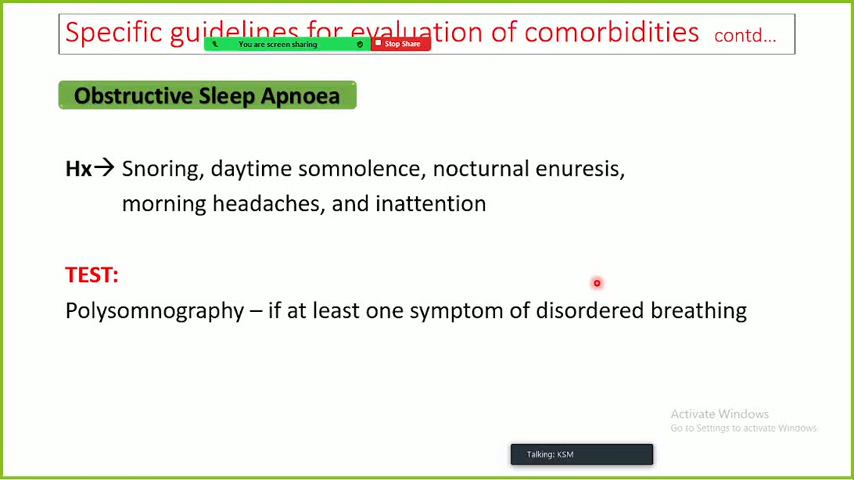 Specific guidelines for evaluation of comorbidities contd...
You are screen sharing Stop Share
Obstructive Sleep Apnoea
Hx→ Snoring, daytime somnolence, nocturnal enuresis,
morning headaches, and inattention
TEST:
Polysomnography – if at least one symptom of disordered breathing
Activate Windows
Go to Settings to activate Windows.
Talking: KSM